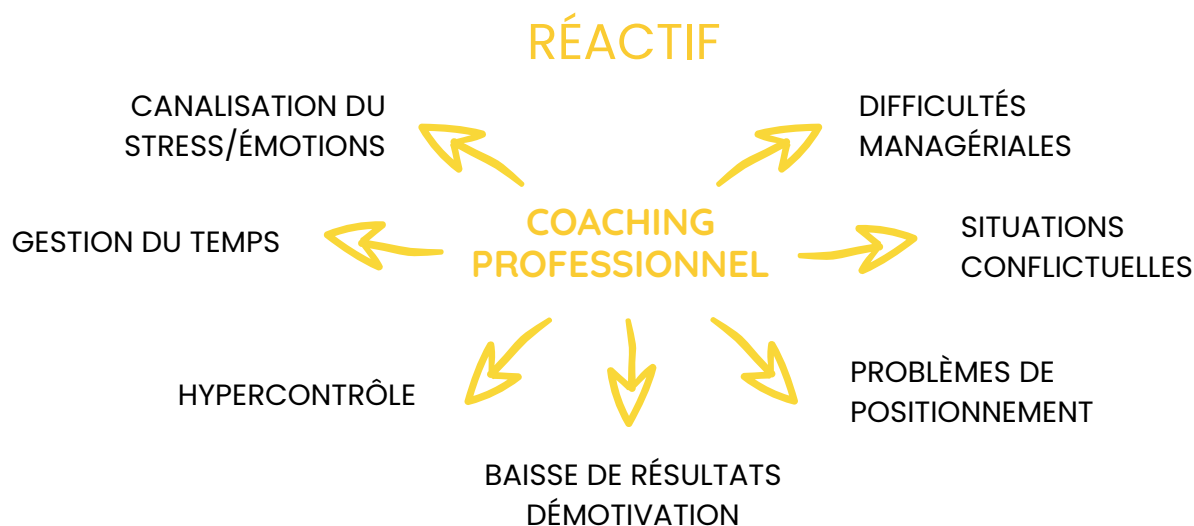 RÉACTIF
CANALISATION DU
STRESS/ÉMOTIONS
DIFFICULTÉS
MANAGÉRIALES
GESTION DU TEMPS
COACHING
PROFESSIONNEL
SITUATIONS
CONFLICTUELLES
HYPERCONTRÔLE
PROBLÈMES DE
POSITIONNEMENT
BAISSE DE RÉSULTATS
DÉMOTIVATION